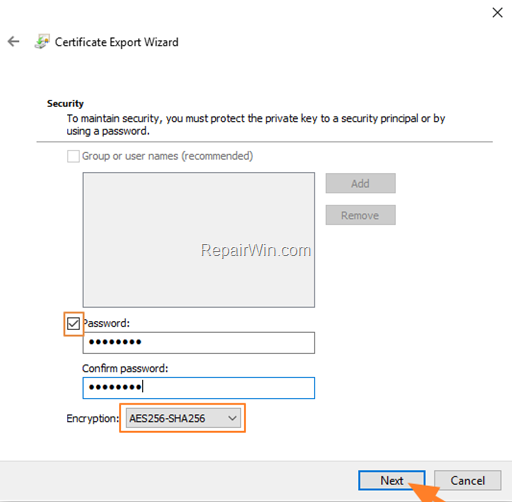 Certificate Export Wizard
Security
To maintain security, you must protect the private key to a security principal or by
using a password.
Group or user names (recommended)
Add
Remove
RepairWin.com
Password:
●●●●●●●●
Confirm password:
●●●●●●●●
Encryption: AES256-SHA256
Next Cancel